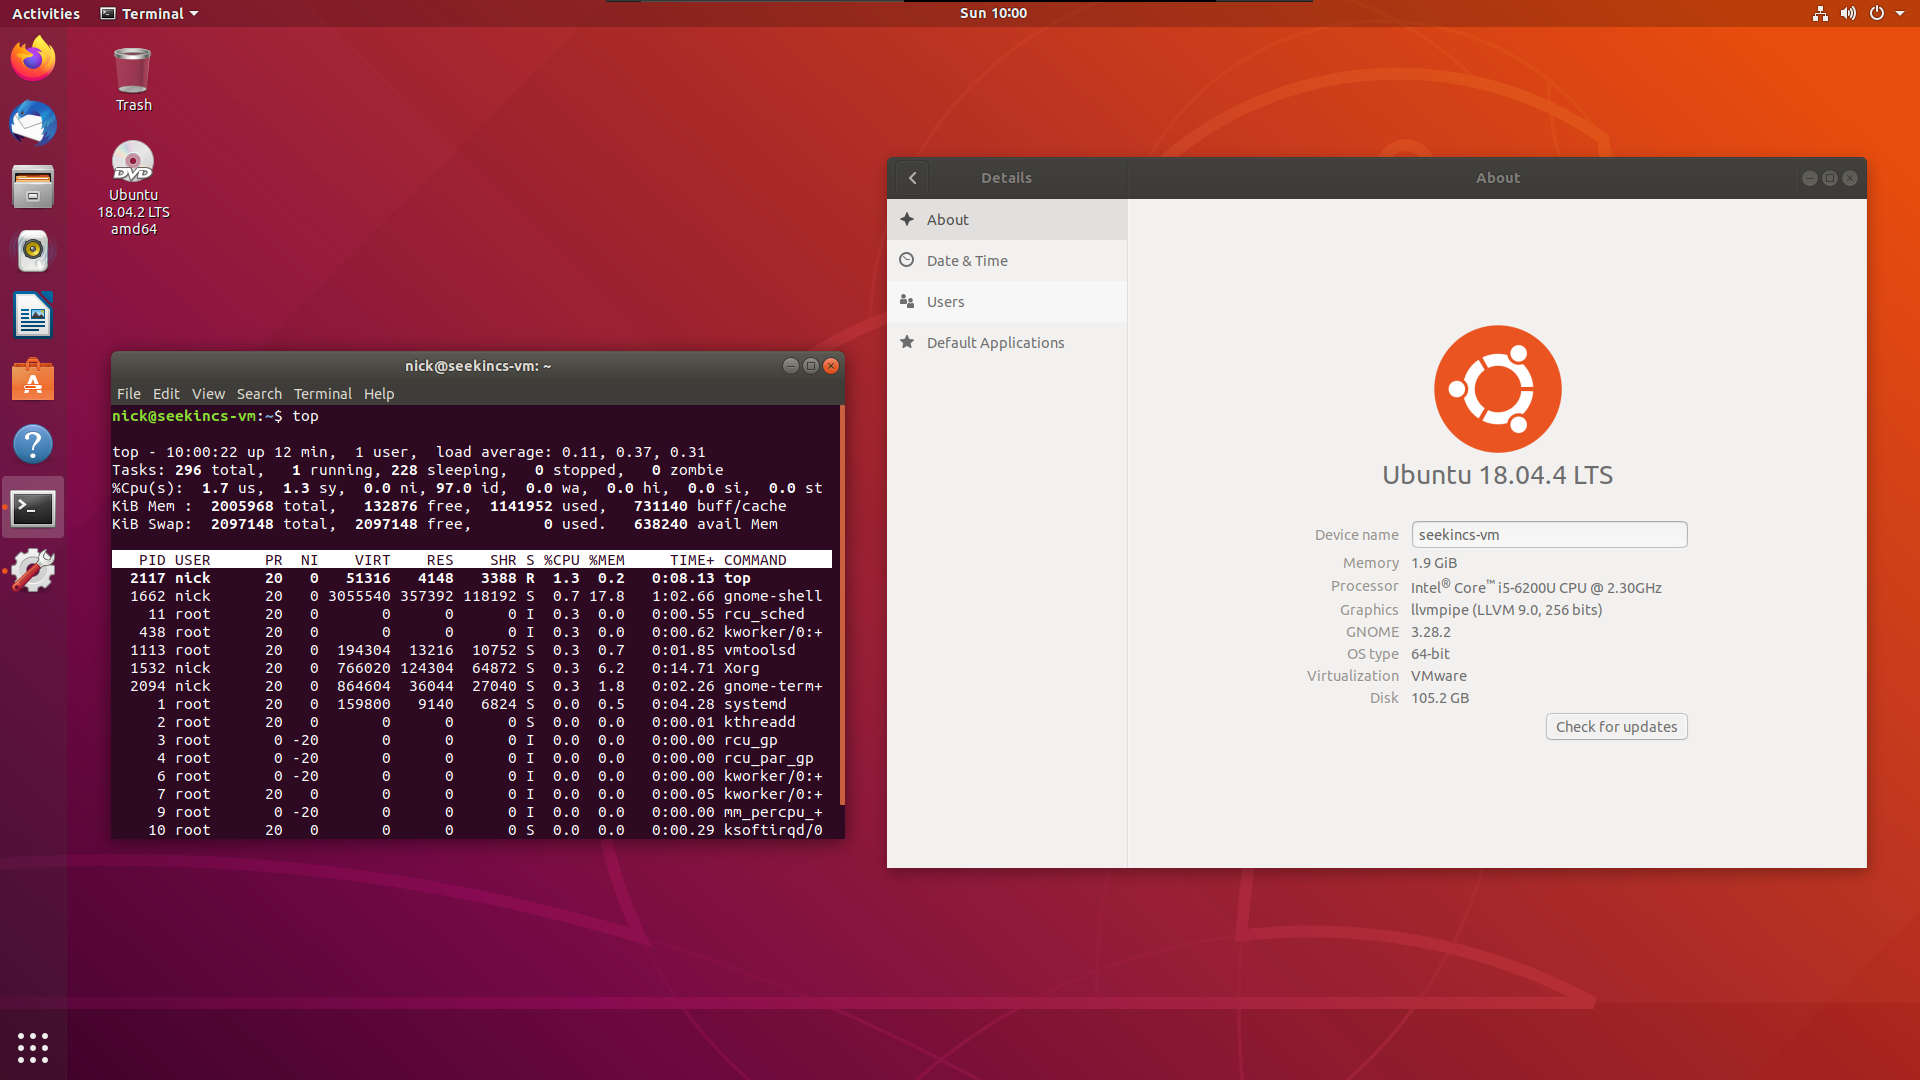 Activities Terminal Sun 10:00
Trash
DVD
Ubuntu
18.04.2 LTS
amd64
nick@seekincs-vm: ~
File Edit View Search Terminal Help
nick@seekincs-vm:~$ top
top - 10:00:22 up 12 min,  1 user,  load average: 0.11, 0.37, 0.31
Tasks: 296 total,   1 running, 228 sleeping,   0 stopped,   0 zombie
%Cpu(s):  1.7 us,  1.3 sy,  0.0 ni, 97.0 id,  0.0 wa,  0.0 hi,  0.0 si,  0.0 st
KiB Mem :  2005968 total,   132876 free,  1141952 used,   731140 buff/cache
KiB Swap:  2097148 total,  2097148 free,        0 used.   638240 avail Mem
PID USER      PR  NI    VIRT    RES    SHR S %CPU %MEM     TIME+ COMMAND
2117 nick      20   0   51316   4148   3388 R  1.3  0.2   0:08.13 top
1662 nick      20   0 3055540 357392 118192 S  0.7 17.8   1:02.66 gnome-shell
11 root      20   0       0      0      0 I  0.3  0.0   0:00.55 rcu_sched
438 root      20   0       0      0      0 I  0.3  0.0   0:00.62 kworker/0:+
1113 root      20   0  194304  13216  10752 S  0.3  0.7   0:01.85 vmtoolsd
1532 nick      20   0  766020 124304  64872 S  0.3  6.2   0:14.71 Xorg
2094 nick      20   0  864604  36044  27040 S  0.3  1.8   0:02.26 gnome-term+
1 root      20   0  159800   9140   6824 S  0.0  0.5   0:04.28 systemd
2 root      20   0       0      0      0 S  0.0  0.0   0:00.01 kthreadd
3 root       0 -20       0      0      0 I  0.0  0.0   0:00.00 rcu_gp
4 root       0 -20       0      0      0 I  0.0  0.0   0:00.00 rcu_par_gp
6 root       0 -20       0      0      0 I  0.0  0.0   0:00.00 kworker/0:+
7 root      20   0       0      0      0 I  0.0  0.0   0:00.05 kworker/0:+
9 root       0 -20       0      0      0 I  0.0  0.0   0:00.00 mm_percpu_+
10 root      20   0       0      0      0 S  0.0  0.0   0:00.29 ksoftirqd/0
Details About
About
Date & Time
Users
Default Applications
Ubuntu 18.04.4 LTS
Device name seekincs-vm
Memory 1.9 GiB
Processor Intel® Core™ i5-6200U CPU @ 2.30GHz
Graphics llvmpipe (LLVM 9.0, 256 bits)
GNOME 3.28.2
OS type 64-bit
Virtualization VMware
Disk 105.2 GB
Check for updates